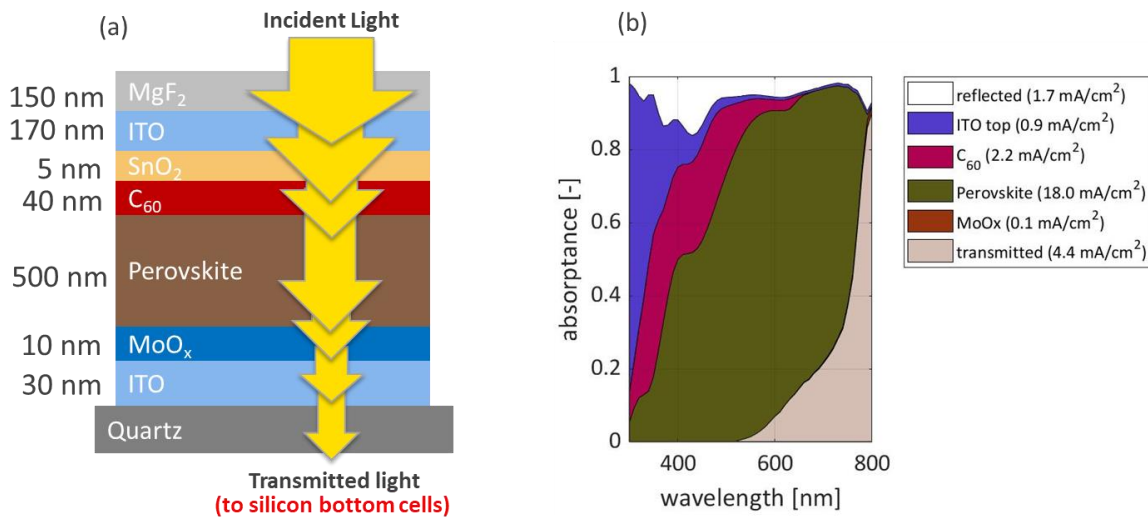 (a)
Incident Light
150 nm
MgF₂
170 nm
ITO
5 nm
SnO₂
40 nm
C₆₀
500 nm
Perovskite
10 nm
MoOₓ
30 nm
ITO
Quartz
Transmitted light
(to silicon bottom cells)
(b)
absorptance [-]
1
0.8
0.6
0.4
0.2
0
400
600
800
wavelength [nm]
reflected (1.7 mA/cm²)
ITO top (0.9 mA/cm²)
C₆₀ (2.2 mA/cm²)
Perovskite (18.0 mA/cm²)
MoOx (0.1 mA/cm²)
transmitted (4.4 mA/cm²)